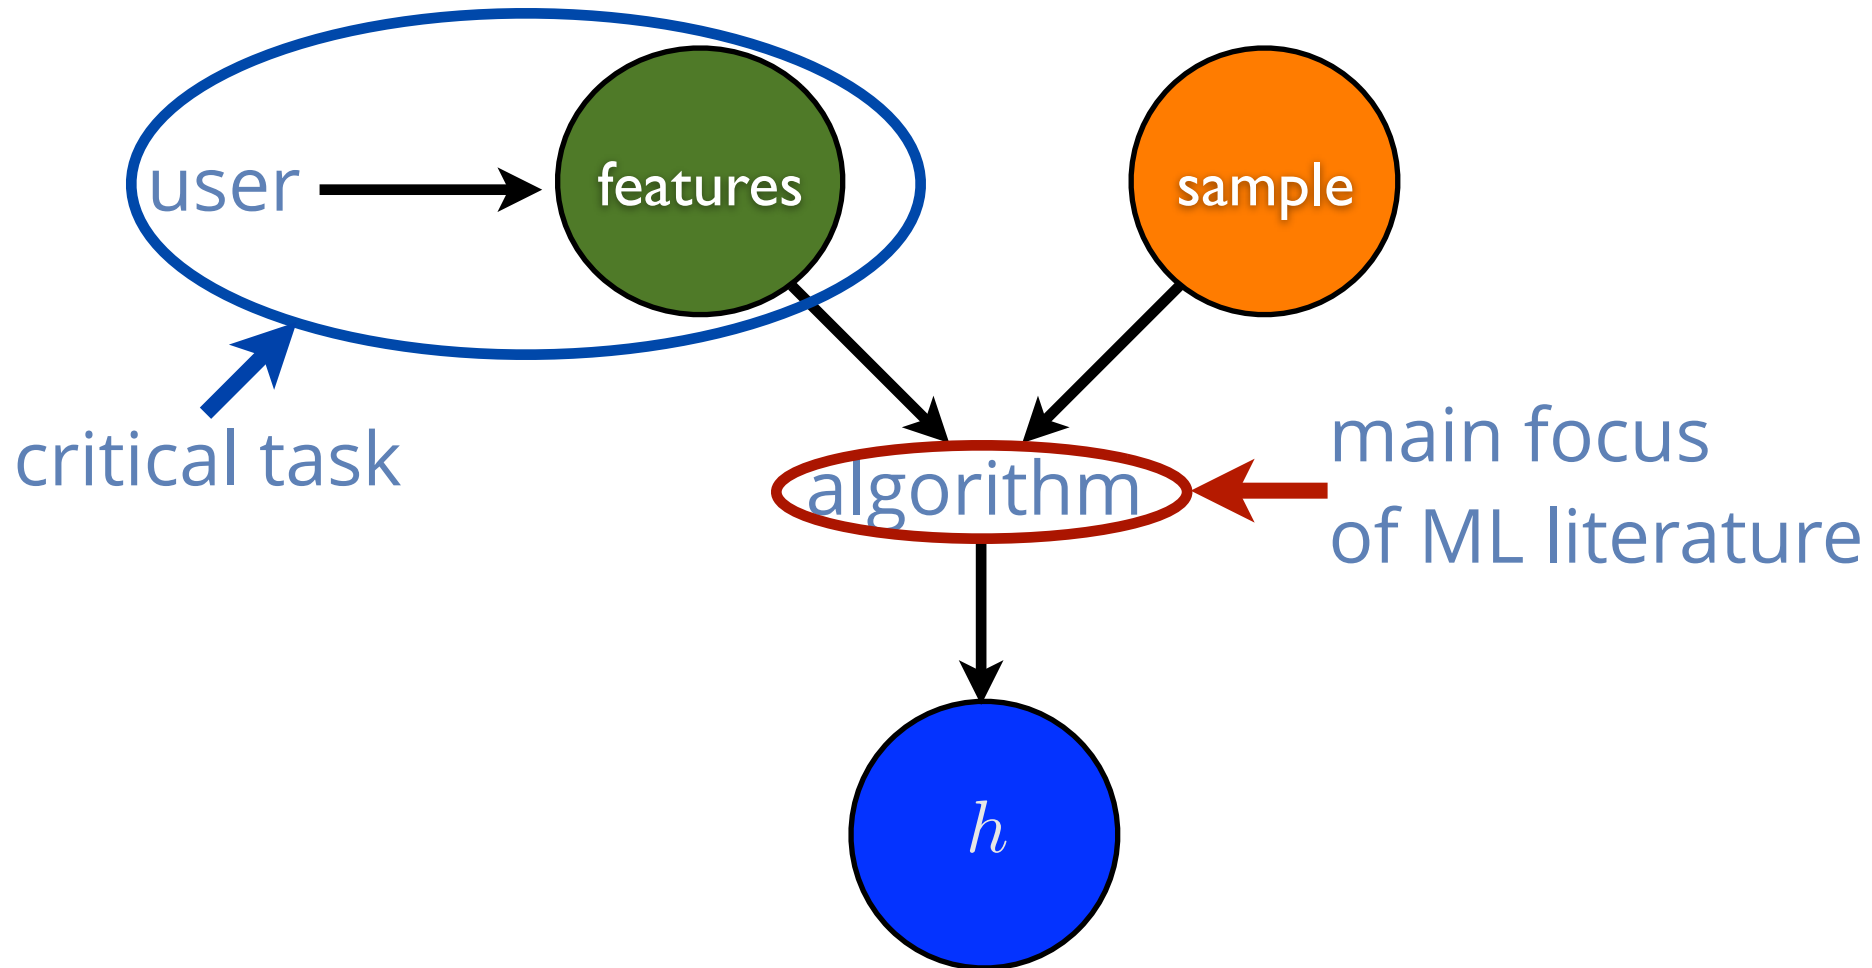 user
features
sample
critical task
algorithm
main focus
of ML literature
h